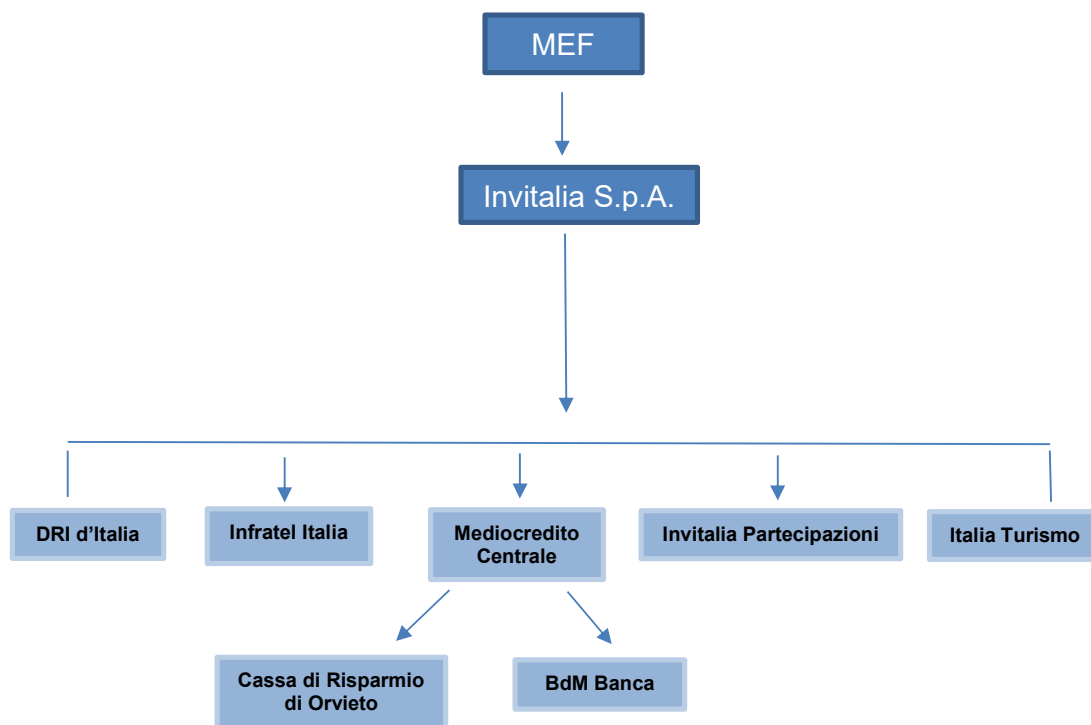 MEF
Invitalia S.p.A.
DRI d’Italia
Infratel Italia
Mediocredito
Centrale
Invitalia Partecipazioni
Italia Turismo
Cassa di Risparmio
di Orvieto
BdM Banca